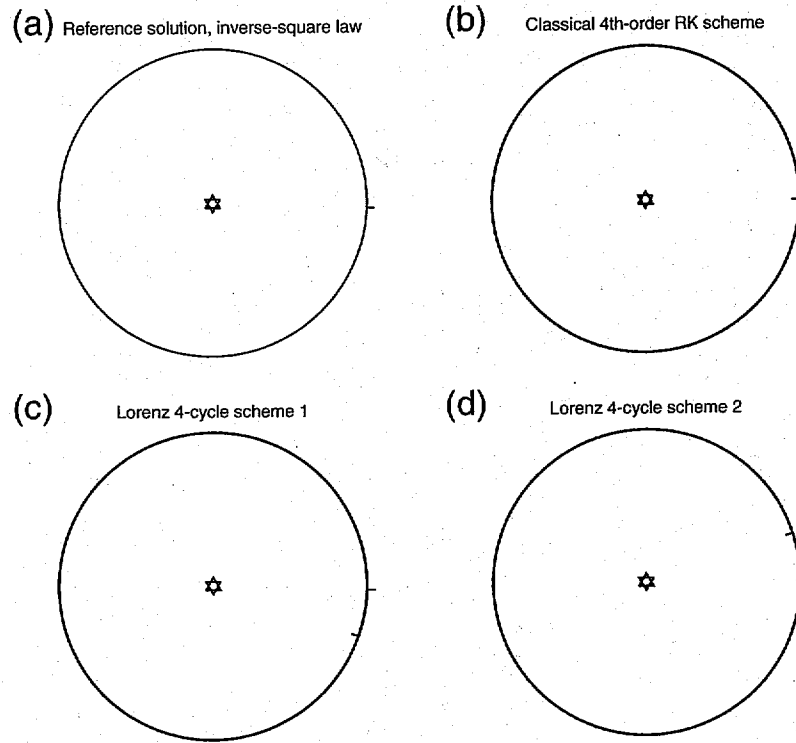 (a) Reference solution, inverse-square law
(b) Classical 4th-order RK scheme
(c) Lorenz 4-cycle scheme 1
(d) Lorenz 4-cycle scheme 2